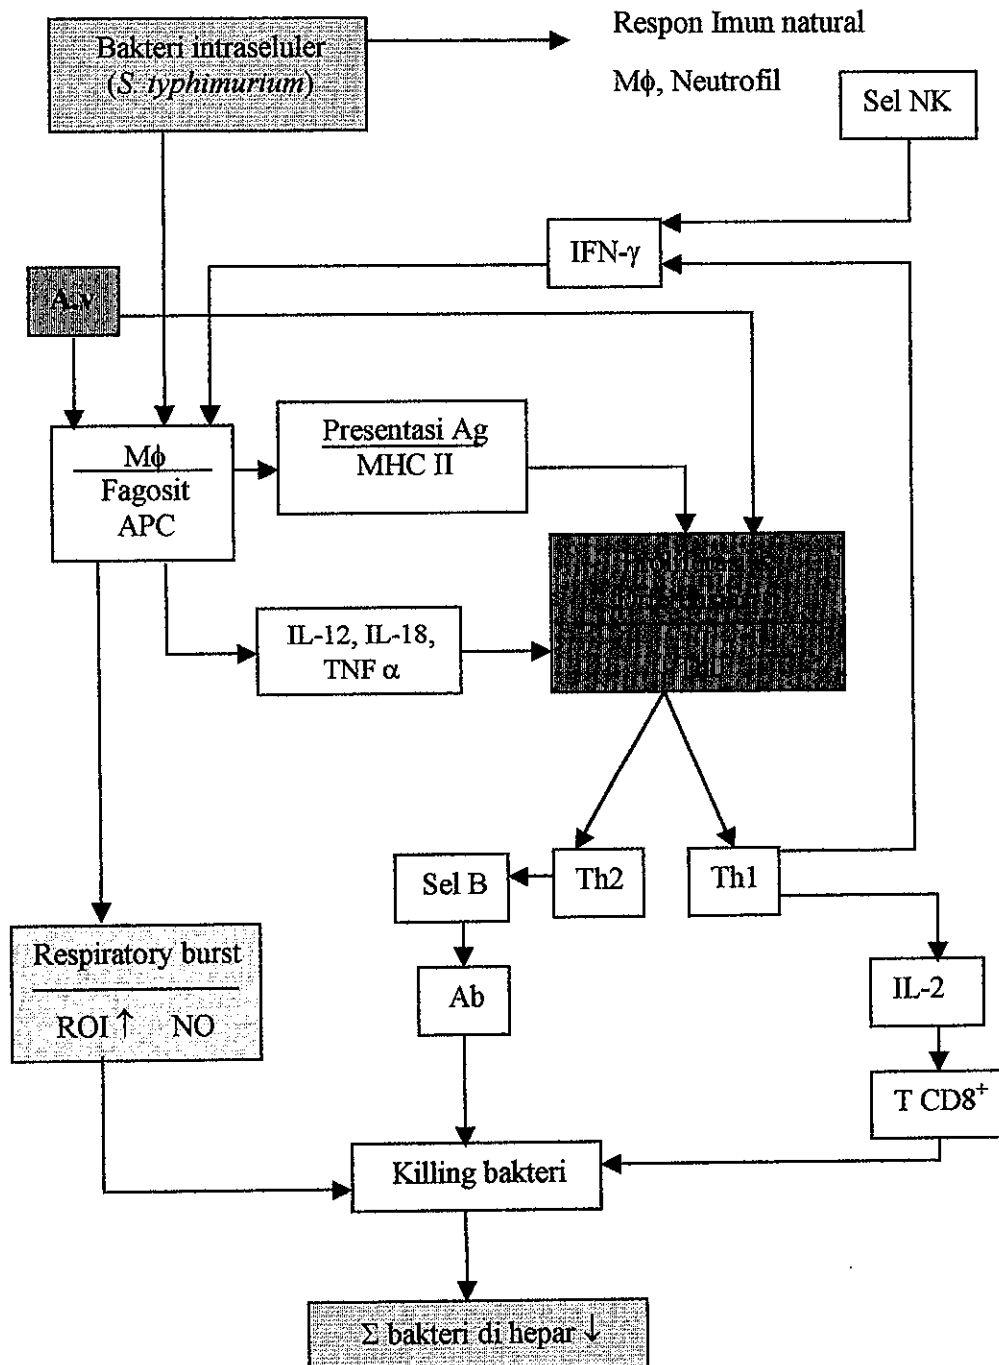 Bakteri intraseluler
(S. typhimurium)
Respon Imun natural
Mϕ, Neutrofil
Sel NK
IFN-γ
A.v
Mϕ
Fagosit
APC
Presentasi Ag
MHC II
IL-12, IL-18,
TNF α
Sel B
Th2
Th1
Respiratory burst
ROI ↑ NO
Ab
IL-2
T CD8⁺
Killing bakteri
Σ bakteri di hepar ↓